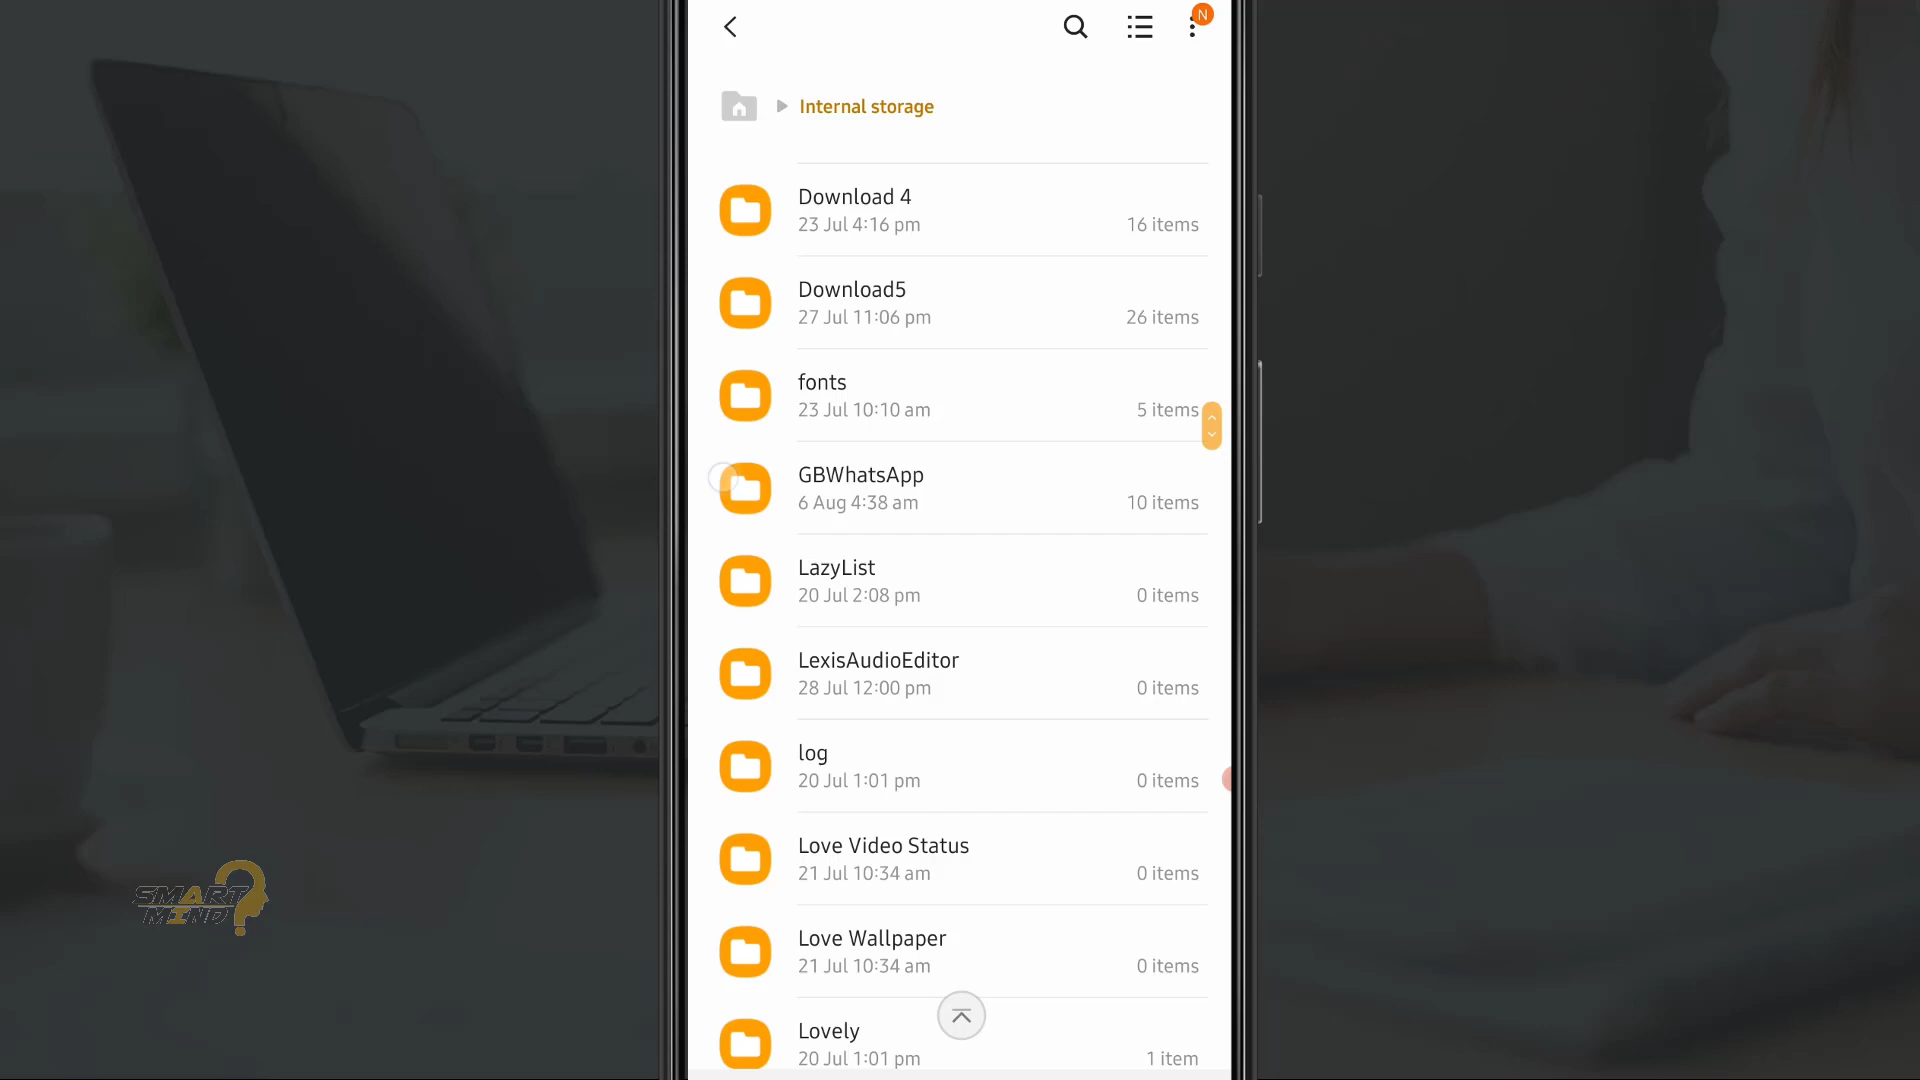 N
Internal storage
Download 4
23 Jul 4:16 pm
16 items
Download5
27 Jul 11:06 pm
26 items
fonts
23 Jul 10:10 am
5 items
GBWhatsApp
6 Aug 4:38 am
10 items
LazyList
20 Jul 2:08 pm
0 items
LexisAudioEditor
28 Jul 12:00 pm
0 items
log
20 Jul 1:01 pm
0 items
Love Video Status
21 Jul 10:34 am
0 items
Love Wallpaper
21 Jul 10:34 am
0 items
Lovely
20 Jul 1:01 pm
1 item
SMART
MIND